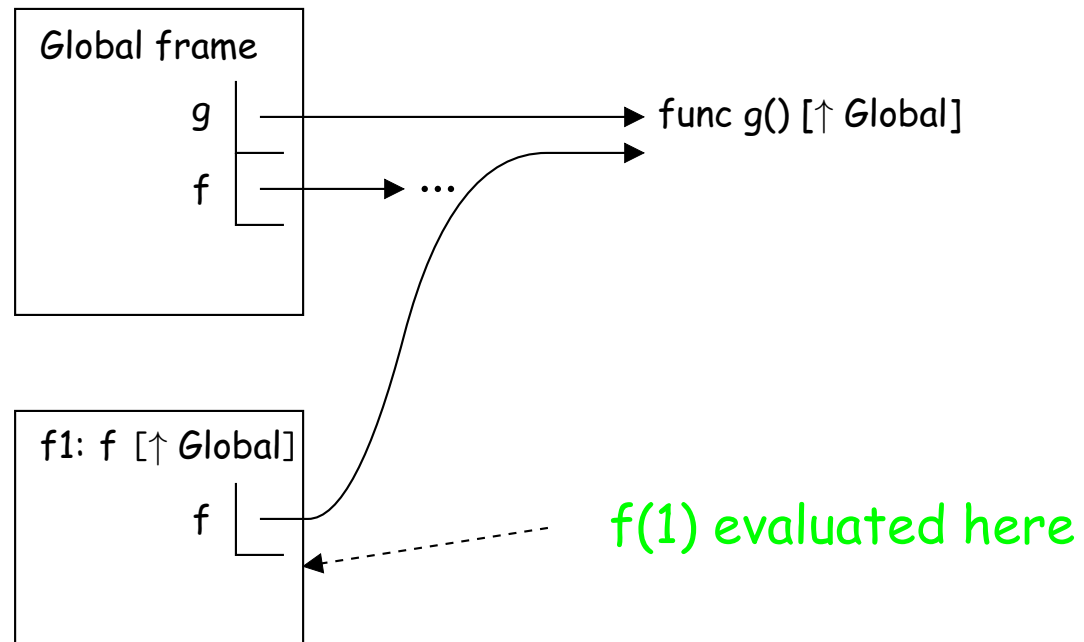 Global frame
g
func g() [↑ Global]
f
...
f1: f [↑ Global]
f
f(1) evaluated here